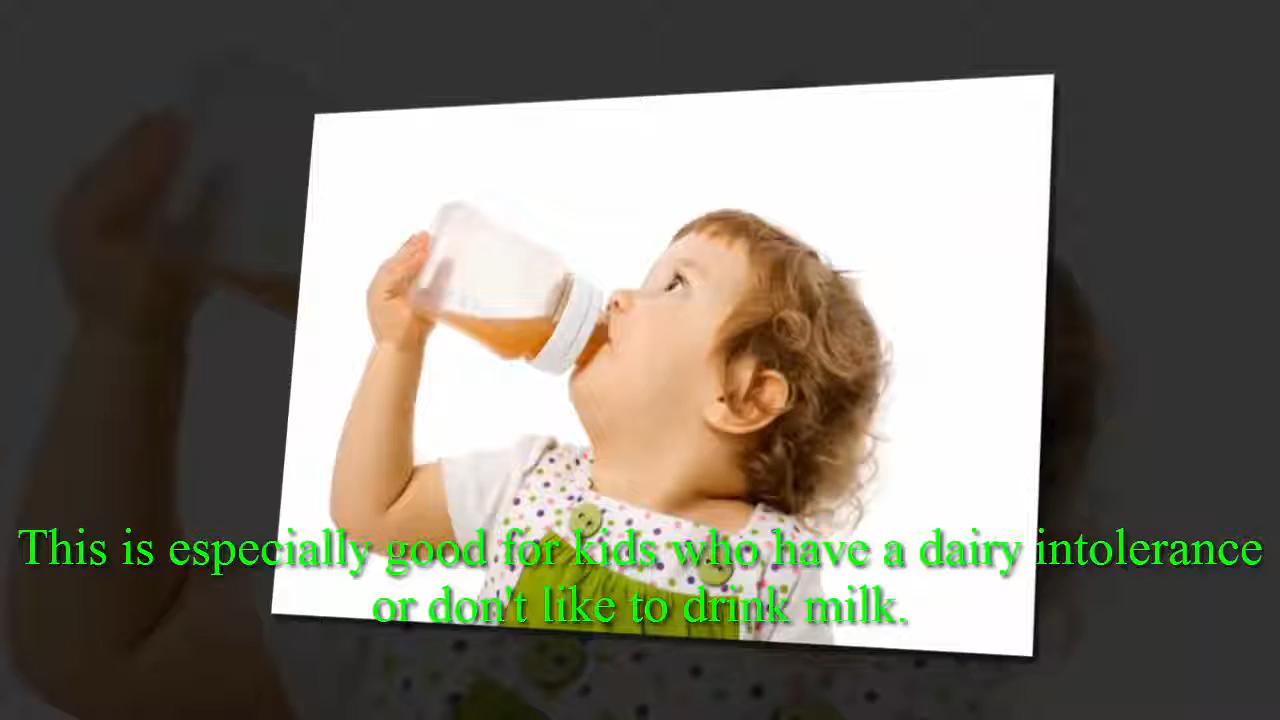 This is especially good for kids who have a dairy intolerance
or don't like to drink milk.